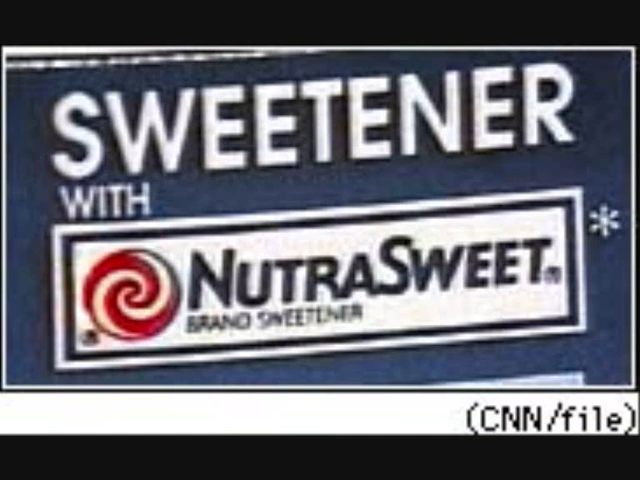 SWEETENER
WITH
NUTRASWEET® *
BRAND SWEETENER
®
(CNN/file)